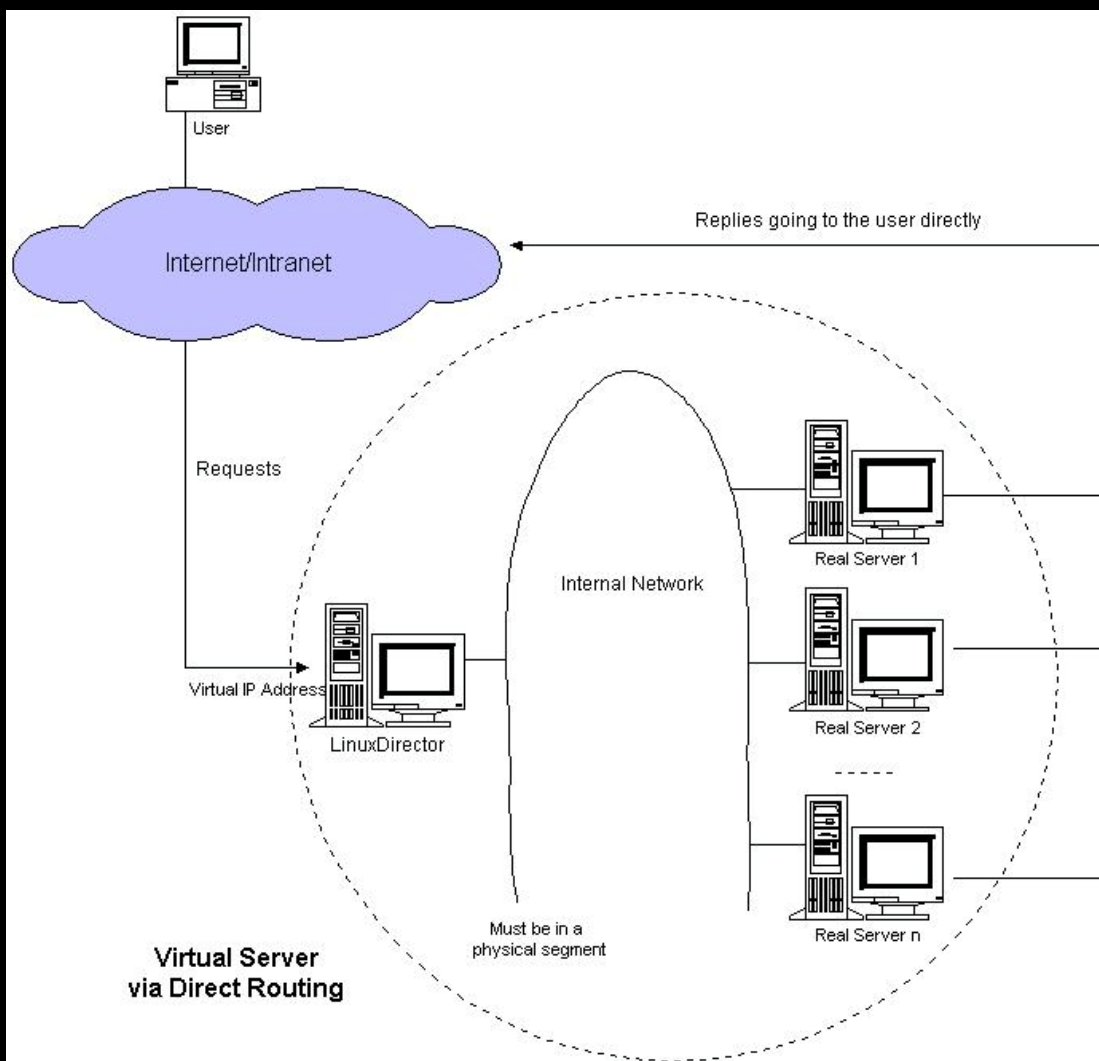 User
Internet/Intranet
Replies going to the user directly
Requests
Virtual IP Address
LinuxDirector
Internal Network
Real Server 1
Real Server 2
Real Server n
Must be in a
physical segment
Virtual Server
via Direct Routing